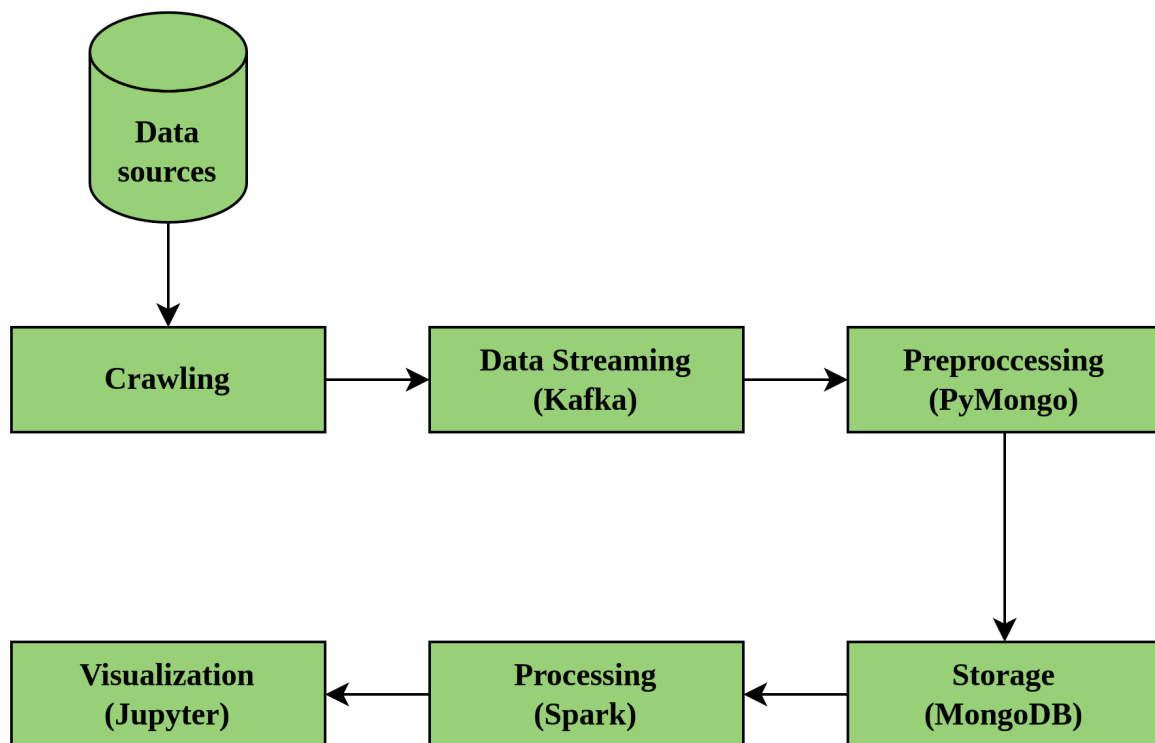 Data
sources
Crawling
Data Streaming
(Kafka)
Preproccessing
(PyMongo)
Visualization
(Jupyter)
Processing
(Spark)
Storage
(MongoDB)